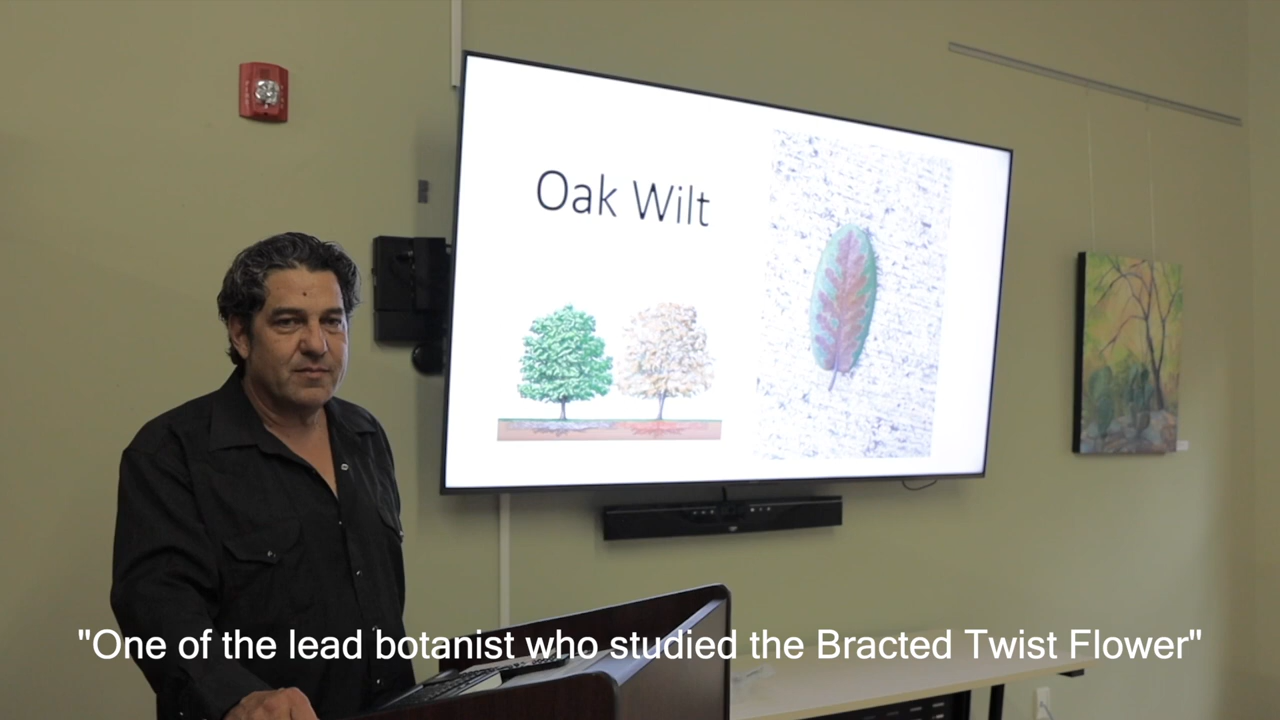 Oak Wilt
"One of the lead botanist who studied the Bracted Twist Flower"